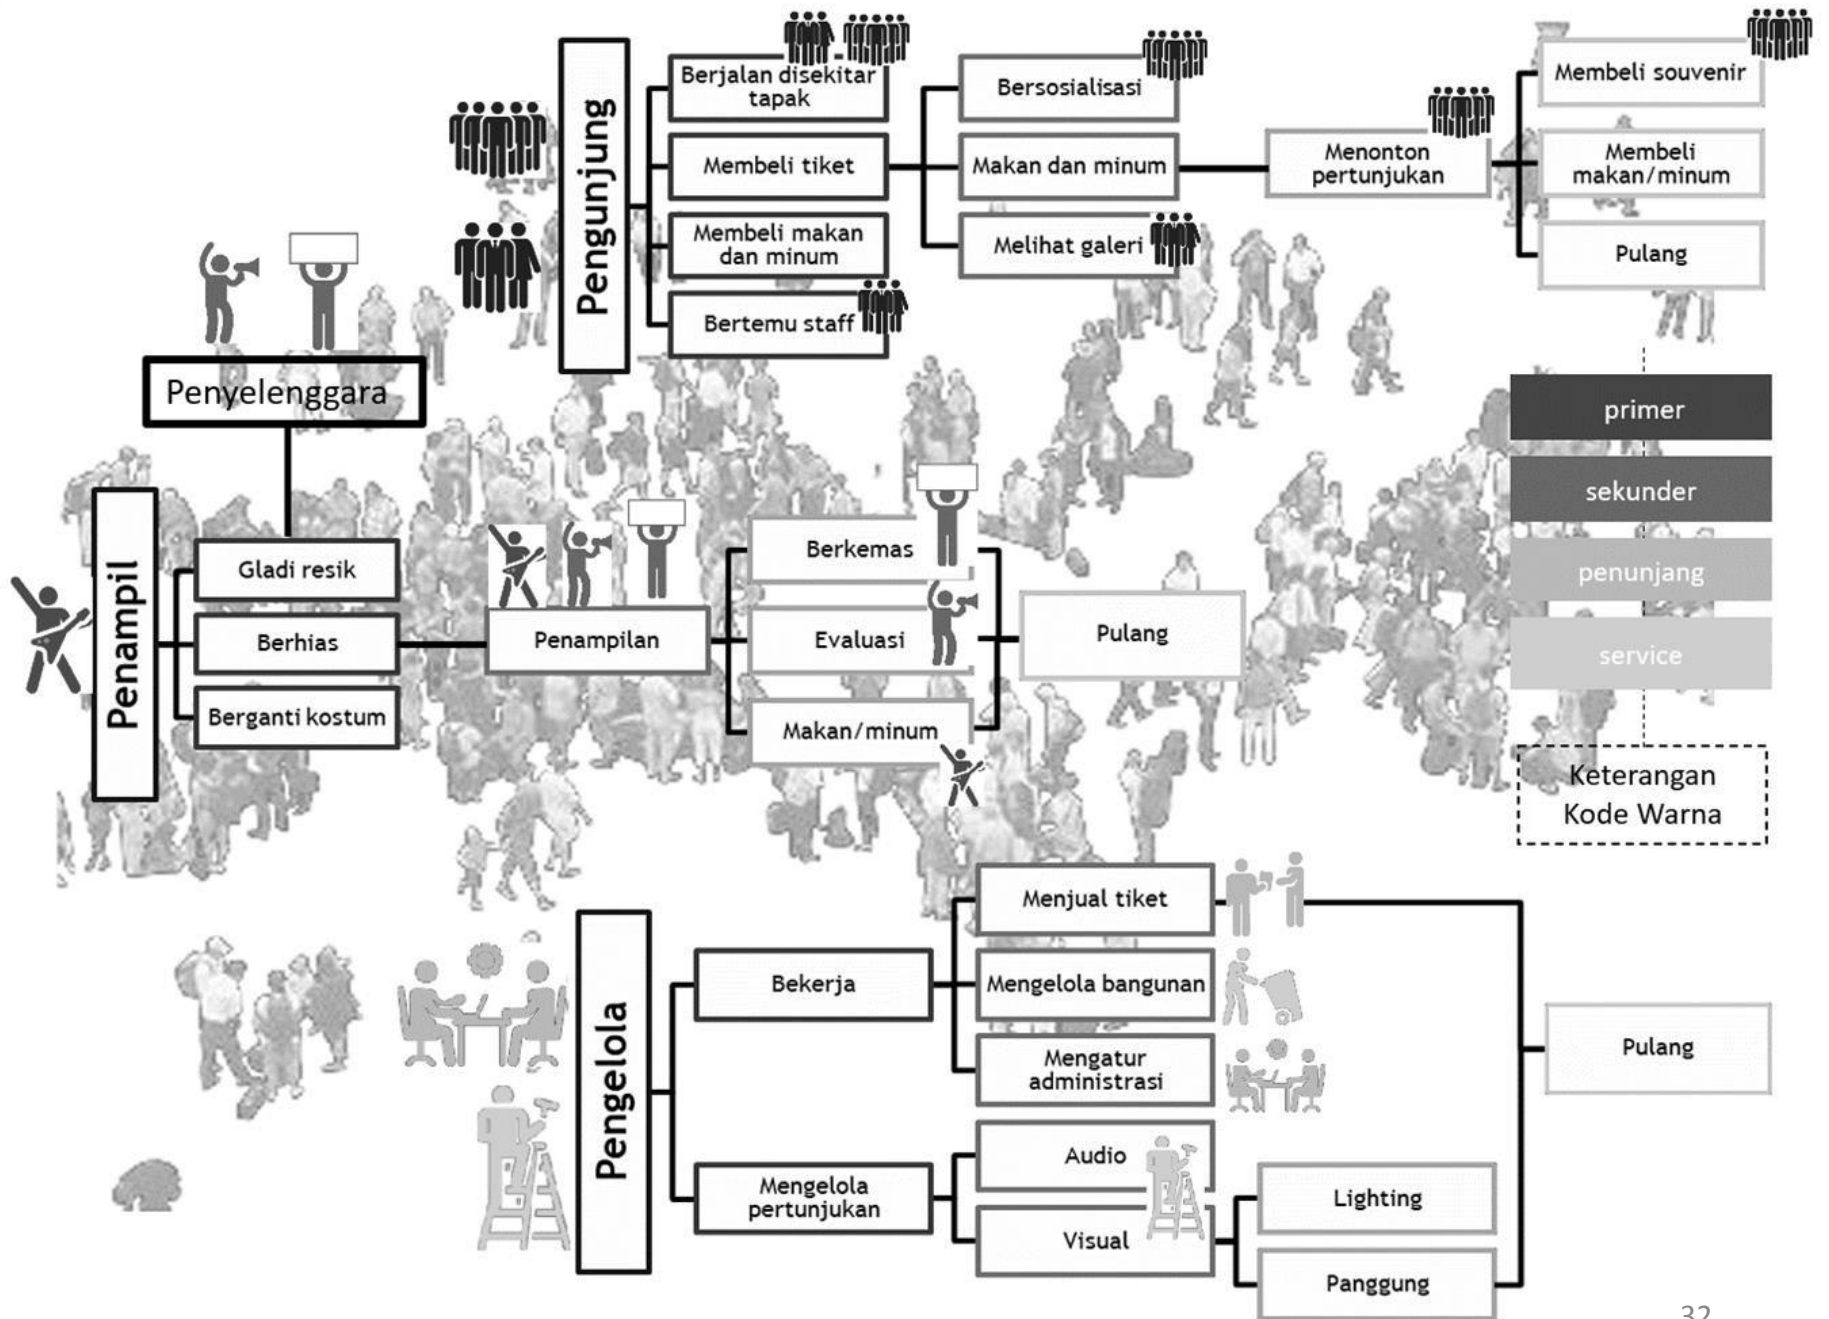 Pengunjung
Berjalan disekitar
tapak
Membeli tiket
Membeli makan
dan minum
Bertemu staff
Bersosialisasi
Makan dan minum
Melihat galeri
Menonton
pertunjukan
Membeli souvenir
Membeli
makan/minum
Pulang
Penyelenggara
Penampil
Gladi resik
Berhias
Berganti kostum
Penampilan
Berkemas
Evaluasi
Makan/minum
Pulang
primer
sekunder
penunjang
service
Keterangan
Kode Warna
Pengelola
Bekerja
Mengelola
pertunjukan
Menjual tiket
Mengelola bangunan
Mengatur
administrasi
Audio
Visual
Lighting
Panggung
Pulang
32